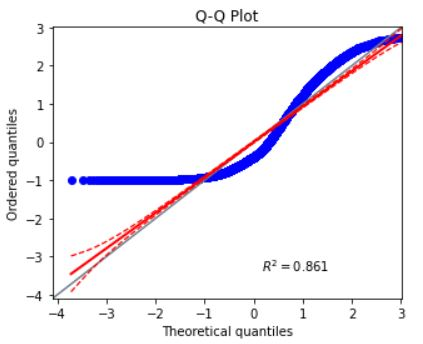 Q-Q Plot
3
2
1
0
−1
−2
−3
−4
Ordered quantiles
R² = 0.861
−4 −3 −2 −1 0 1 2 3
Theoretical quantiles